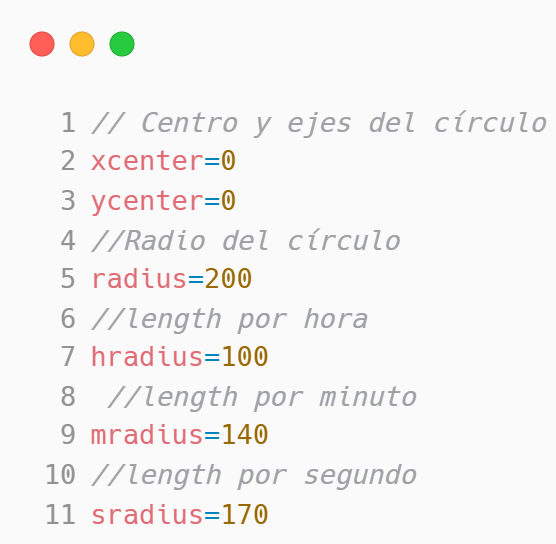 1 // Centro y ejes del círculo
2 xcenter=0
3 ycenter=0
4 //Radio del círculo
5 radius=200
6 //length por hora
7 hradius=100
8  //length por minuto
9 mradius=140
10 //length por segundo
11 sradius=170